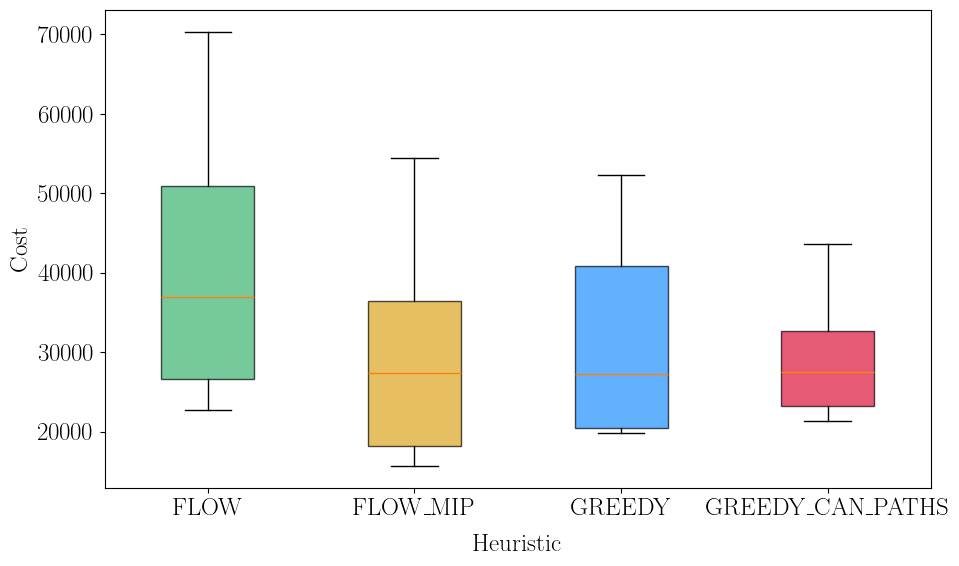 70000
60000
50000
40000
30000
20000
Cost
FLOW
FLOW_MIP
GREEDY
GREEDY_CAN_PATHS
Heuristic